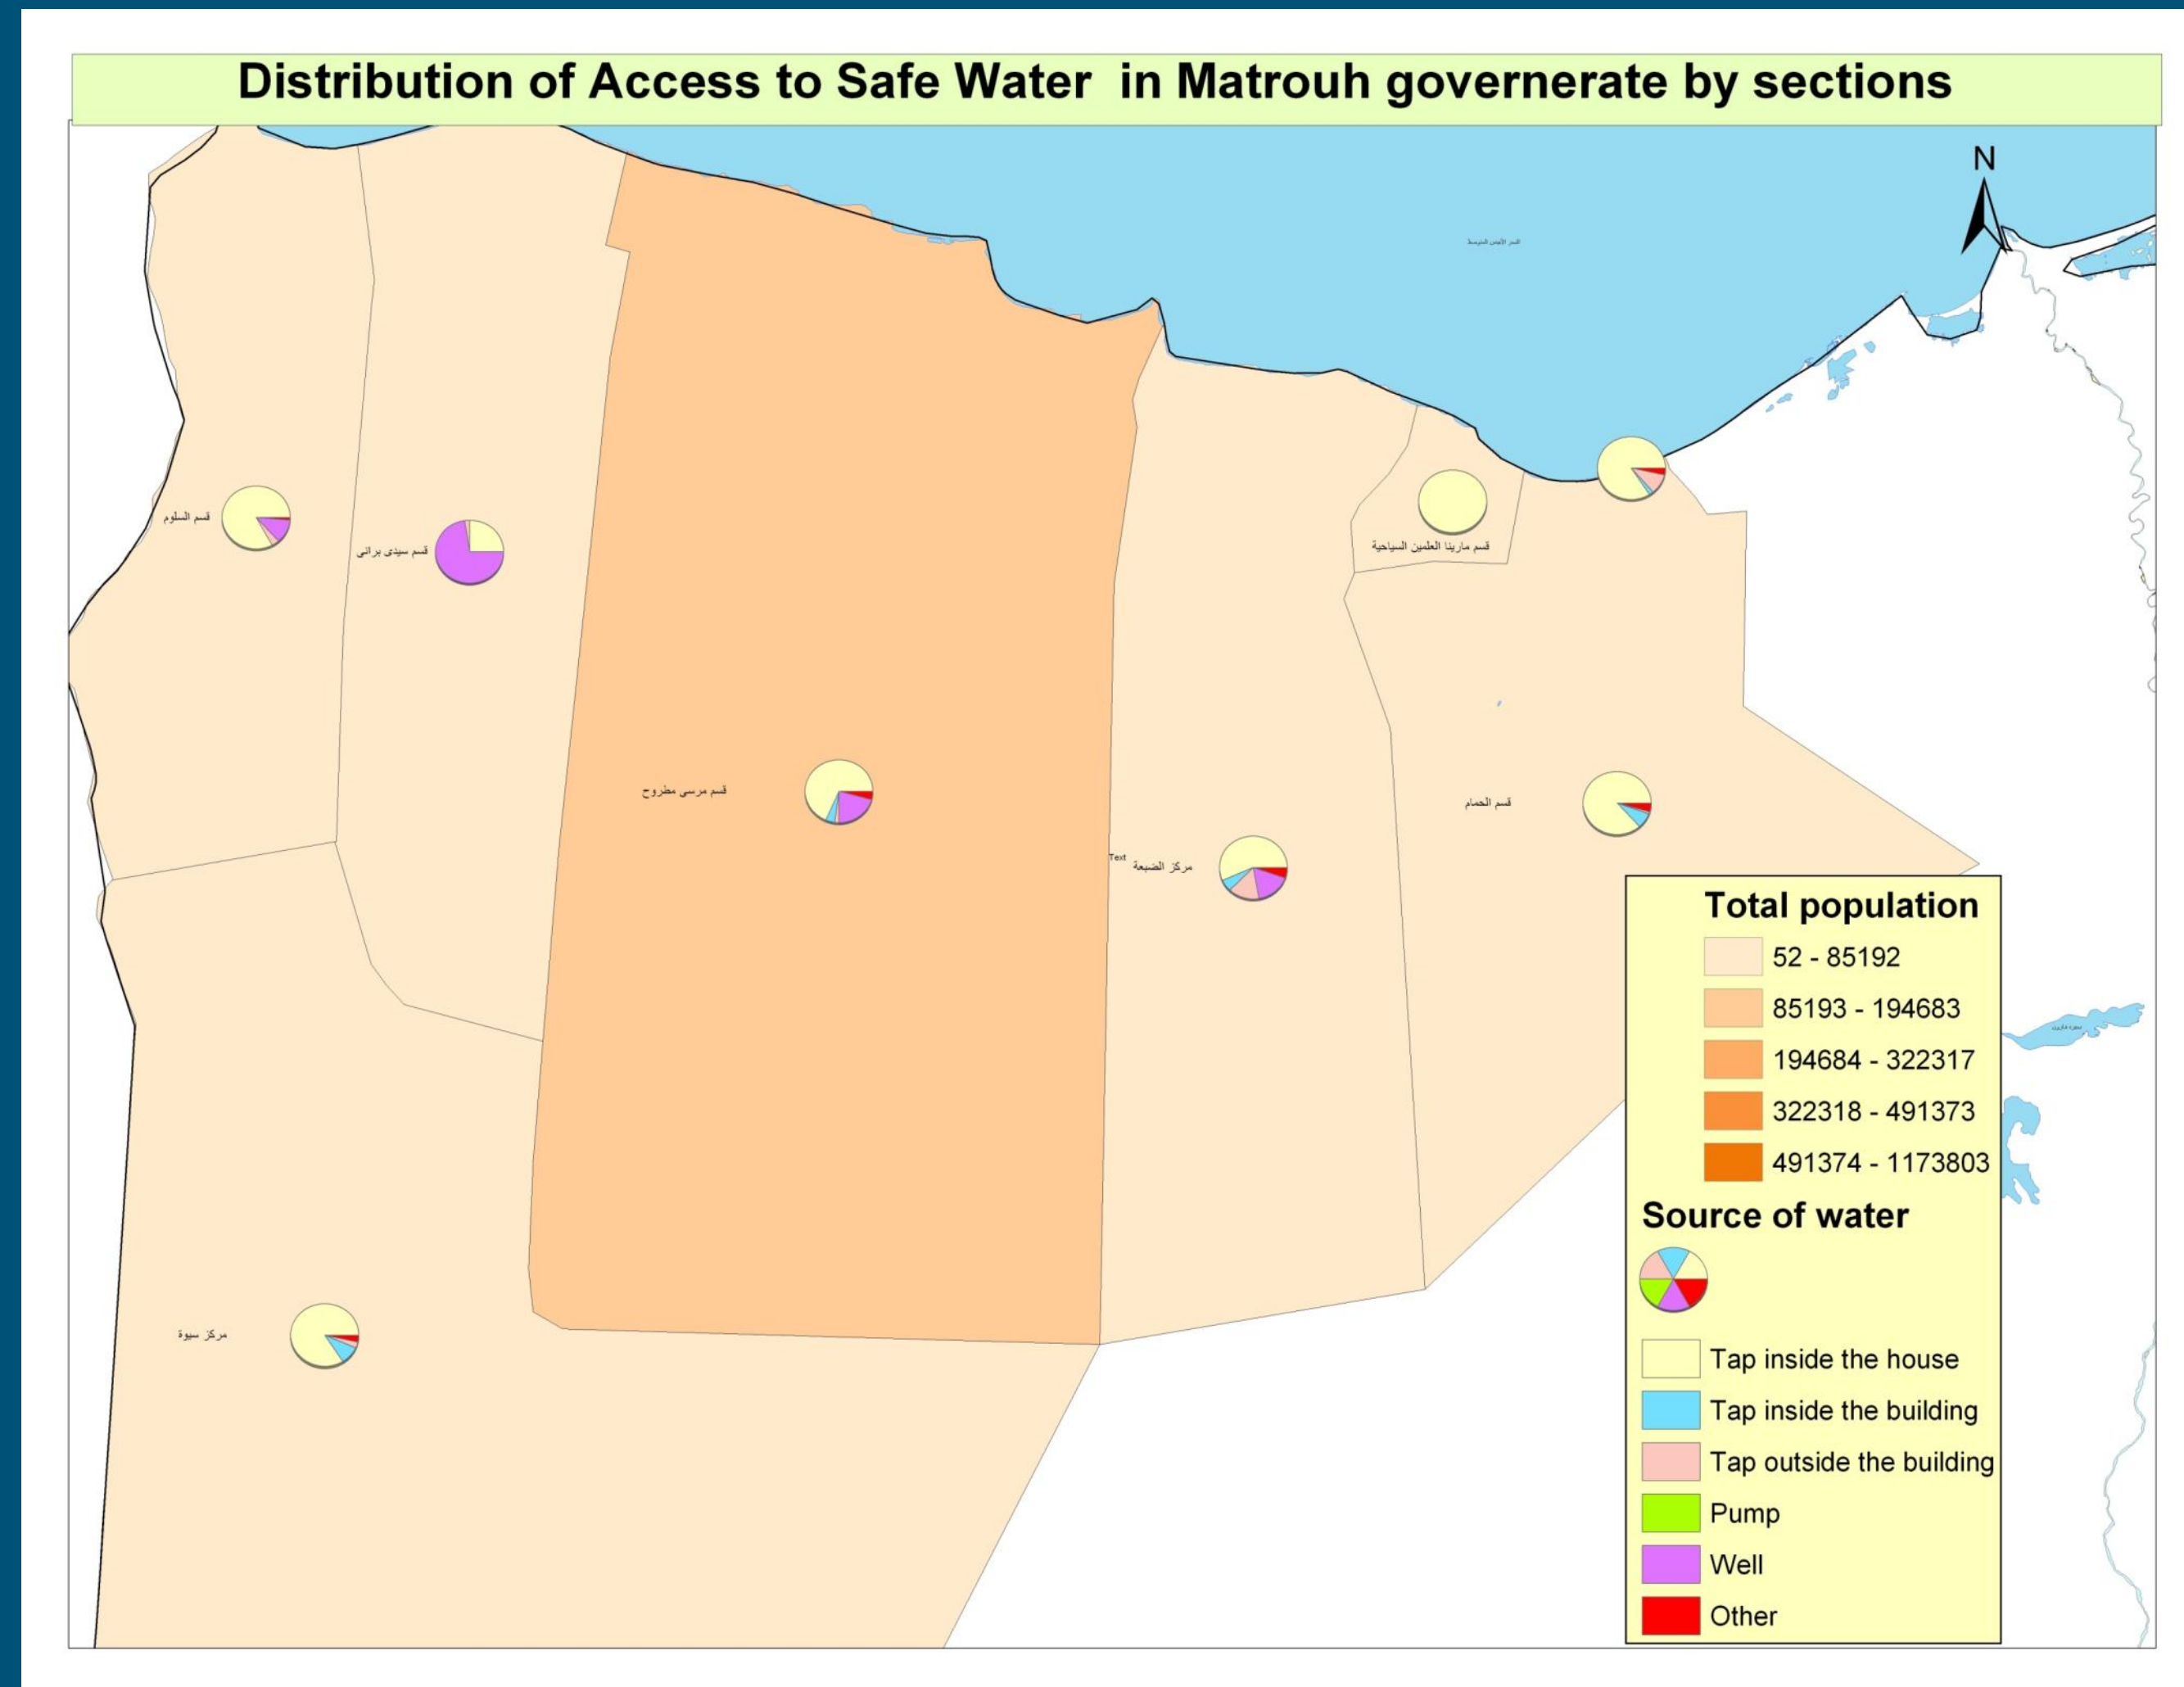 Distribution of Access to Safe Water in Matrouh governerate by sections
N
البحر الأبيض المتوسط
قسم السلوم
قسم سيدى برانى
قسم مارينا العلمين السياحية
قسم مرسى مطروح
قسم الحمام
Text
مركز الضبعة
مركز سيوة
Total population
52 - 85192
85193 - 194683
194684 - 322317
322318 - 491373
491374 - 1173803
Source of water
Tap inside the house
Tap inside the building
Tap outside the building
Pump
Well
Other